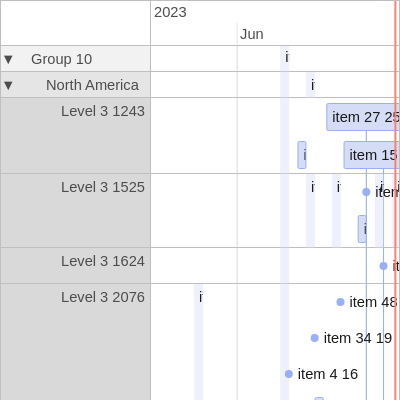 2023
Jun
▼ Group 10
▼ North America
Level 3 1243
item 27 25
item 15
Level 3 1525
Level 3 1624
Level 3 2076
item 48
item 34 19
item 4 16